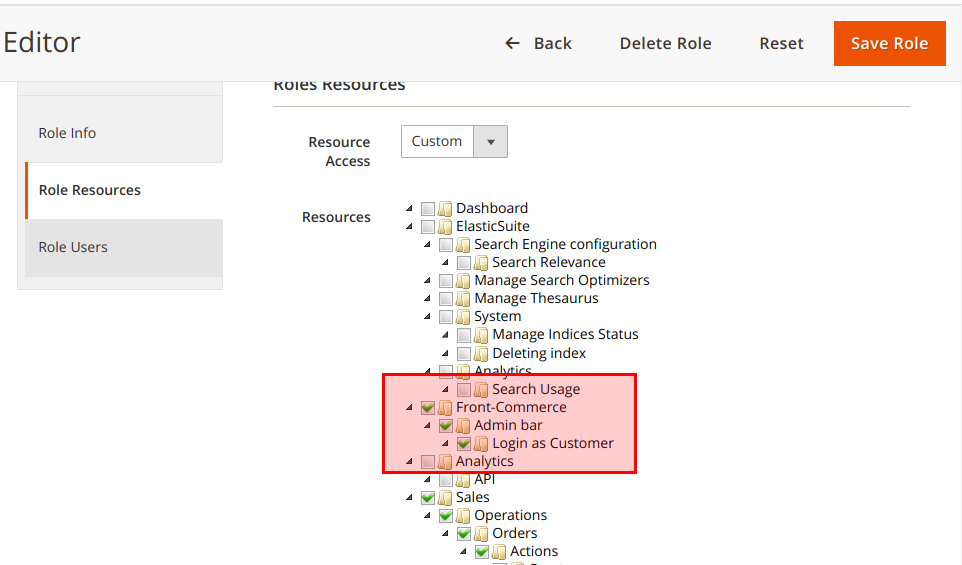 Editor
Back
Delete Role
Reset
Save Role
Roles Resources
Role Info
Role Resources
Role Users
Resource
Access
Custom
Resources
Dashboard
ElasticSuite
Search Engine configuration
Search Relevance
Manage Search Optimizers
Manage Thesaurus
System
Manage Indices Status
Deleting index
Analytics
Search Usage
Front-Commerce
Admin bar
Login as Customer
Analytics
API
Sales
Operations
Orders
Actions